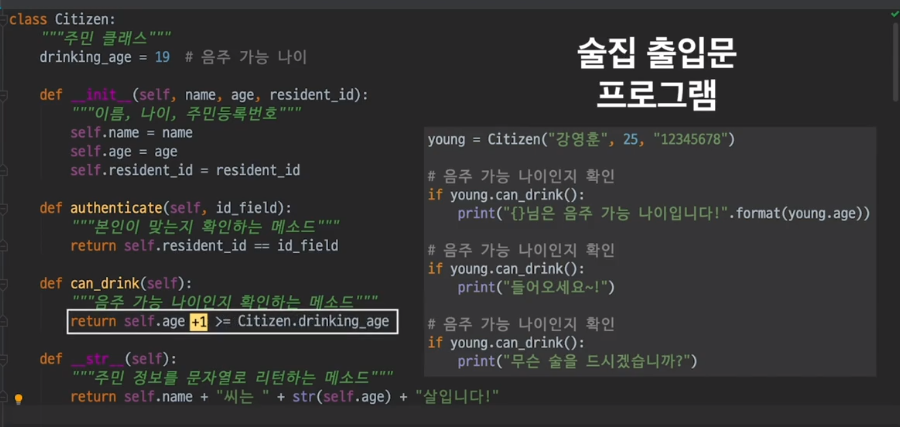 class Citizen:
"""주민 클래스"""
drinking_age = 19  # 음주 가능 나이
def __init__(self, name, age, resident_id):
"""이름, 나이, 주민등록번호"""
self.name = name
self.age = age
self.resident_id = resident_id
def authenticate(self, id_field):
"""본인이 맞는지 확인하는 메소드"""
return self.resident_id == id_field
def can_drink(self):
"""음주 가능 나이인지 확인하는 메소드"""
return self.age +1 >= Citizen.drinking_age
def __str__(self):
"""주민 정보를 문자열로 리턴하는 메소드"""
return self.name + "씨는 " + str(self.age) + "살입니다!"
술집 출입문
프로그램
young = Citizen("강영훈", 25, "12345678")
# 음주 가능 나이인지 확인
if young.can_drink():
print("{}님은 음주 가능 나이입니다!".format(young.age))
# 음주 가능 나이인지 확인
if young.can_drink():
print("들어오세요~!")
# 음주 가능 나이인지 확인
if young.can_drink():
print("무슨 술을 드시겠습니까?")